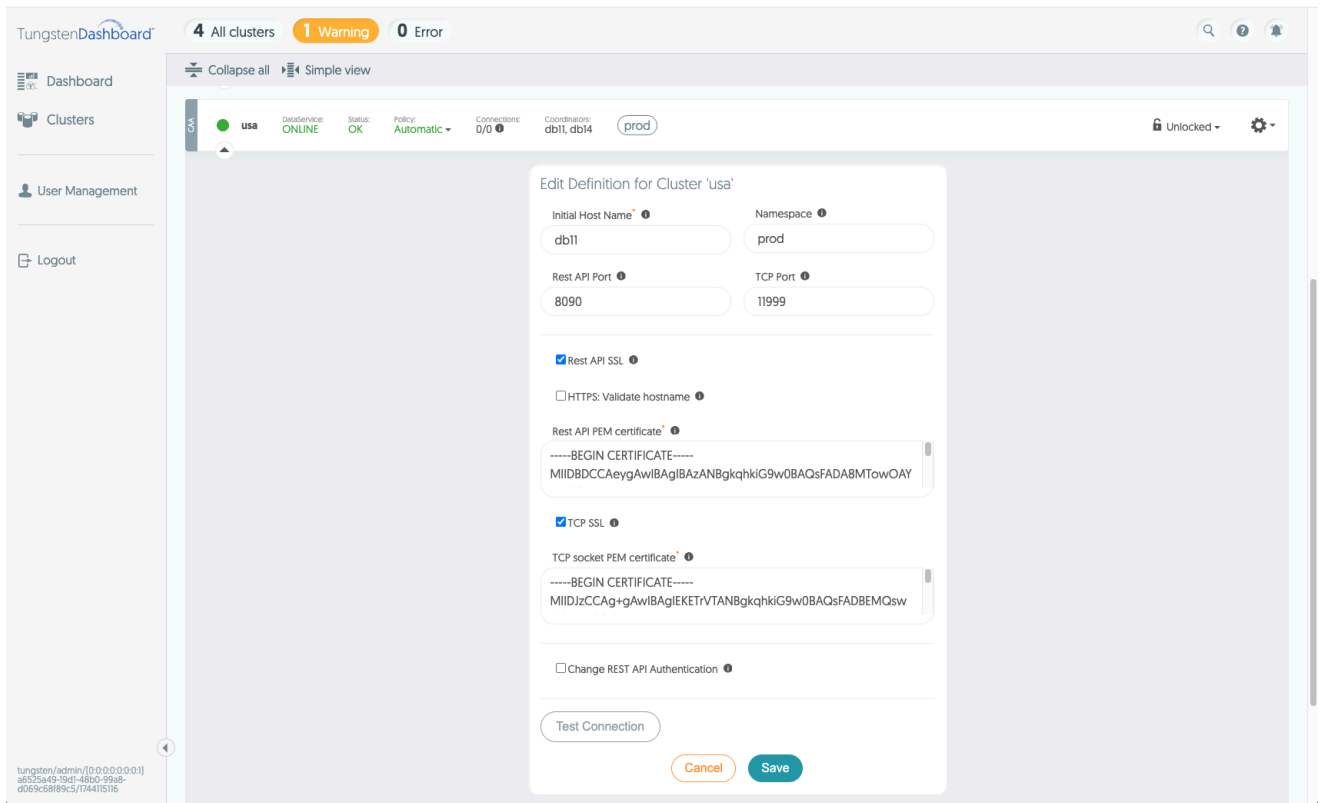 TungstenDashboard
4 All clusters
1 Warning
0 Error
Dashboard
Clusters
User Management
Logout
tungsten/admin/[0:0:0:0:0:0:0:1]
a6525a49-19d1-48b0-99a8-
d069c68f89c5/1744115116
Collapse all
Simple view
CAA
usa
DataService:
ONLINE
Status:
OK
Policy:
Automatic
Connections:
0/0
Coordinators:
db11, db14
prod
Unlocked
Edit Definition for Cluster 'usa'
Initial Host Name*
Namespace
db11
prod
Rest API Port
TCP Port
8090
11999
Rest API SSL
HTTPS: Validate hostname
Rest API PEM certificate*
-----BEGIN CERTIFICATE-----
MIIDBDCCAeygAwIBAgIBAzANBgkqhkiG9w0BAQsFADA8MTowOAY
TCP SSL
TCP socket PEM certificate*
-----BEGIN CERTIFICATE-----
MIIDJzCCAg+gAwIBAgIEKETrVTANBgkqhkiG9w0BAQsFADBEMQsw
Change REST API Authentication
Test Connection
Cancel
Save